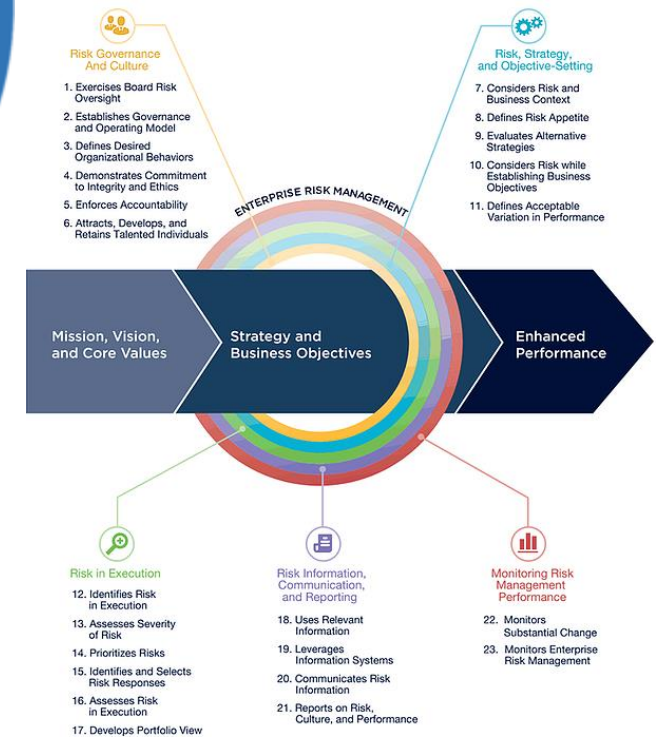 Risk Governance
And Culture
1. Exercises Board Risk
Oversight
2. Establishes Governance
and Operating Model
3. Defines Desired
Organizational Behaviors
4. Demonstrates Commitment
to Integrity and Ethics
5. Enforces Accountability
6. Attracts, Develops, and
Retains Talented Individuals
Risk, Strategy,
and Objective-Setting
7. Considers Risk and
Business Context
8. Defines Risk Appetite
9. Evaluates Alternative
Strategies
10. Considers Risk while
Establishing Business
Objectives
11. Defines Acceptable
Variation in Performance
ENTERPRISE RISK MANAGEMENT
Mission, Vision,
and Core Values
Strategy and
Business Objectives
Enhanced
Performance
Risk in Execution
12. Identifies Risk
in Execution
13. Assesses Severity
of Risk
14. Prioritizes Risks
15. Identifies and Selects
Risk Responses
16. Assesses Risk
in Execution
17. Develops Portfolio View
Risk Information,
Communication,
and Reporting
18. Uses Relevant
Information
19. Leverages
Information Systems
20. Communicates Risk
Information
21. Reports on Risk,
Culture, and Performance
Monitoring Risk
Management
Performance
22. Monitors
Substantial Change
23. Monitors Enterprise
Risk Management